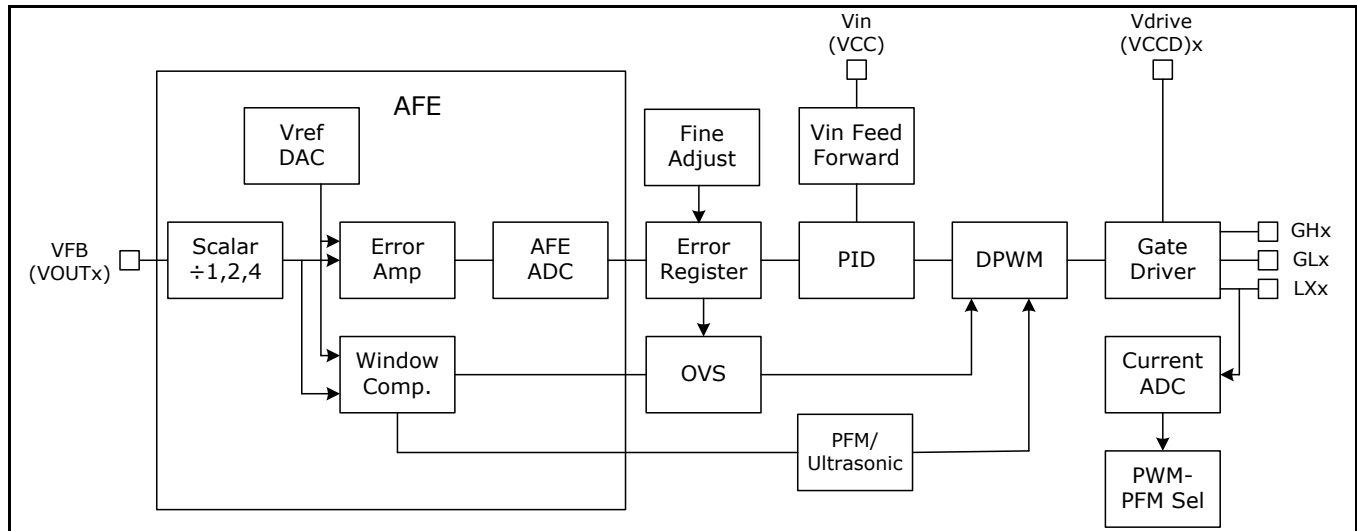 Vin
(VCC)
Vdrive
(VCCD)x
AFE
Vref
DAC
Fine
Adjust
Vin Feed
Forward
VFB
(VOUTx)
Scalar
÷1,2,4
Error
Amp
AFE
ADC
Error
Register
PID
DPWM
Gate
Driver
GHx
GLx
LXx
Window
Comp.
OVS
Current
ADC
PFM/
Ultrasonic
PWM-
PFM Sel